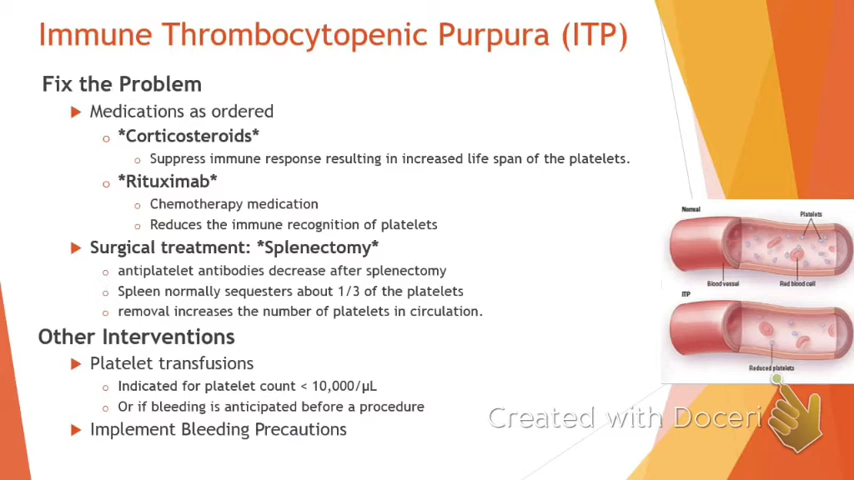 Immune Thrombocytopenic Purpura (ITP)
Fix the Problem
Medications as ordered
*Corticosteroids*
Suppress immune response resulting in increased life span of the platelets.
*Rituximab*
Chemotherapy medication
Reduces the immune recognition of platelets
Surgical treatment: *Splenectomy*
antiplatelet antibodies decrease after splenectomy
Spleen normally sequesters about 1/3 of the platelets
removal increases the number of platelets in circulation.
Other Interventions
Platelet transfusions
Indicated for platelet count < 10,000/μL
Or if bleeding is anticipated before a procedure
Implement Bleeding Precautions
Normal
Platelets
Blood vessel
Red blood cell
ITP
Reduced platelets
Created with Doceri